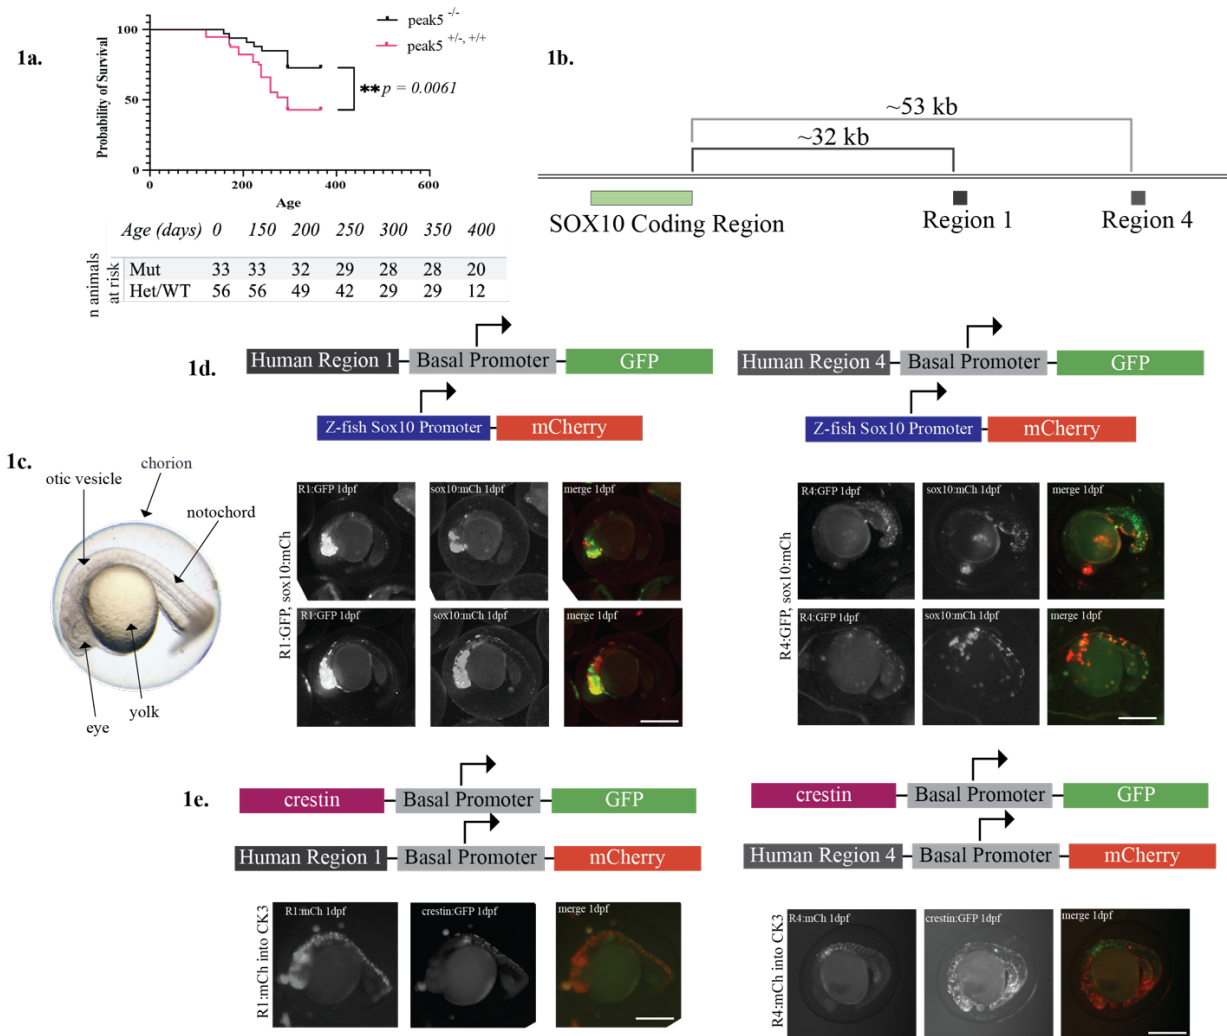 1a.
100
50
0
Probability of Survival
0 200 400 600
Age
peak5 -/-
peak5 +/-, +/+
**p = 0.0061
Age (days) 0 150 200 250 300 350 400
n animals
at risk
Mut 33 33 32 29 28 28 20
Het/WT 56 56 49 42 29 29 12
1b.
~53 kb
~32 kb
SOX10 Coding Region
Region 1
Region 4
1c.
chorion
otic vesicle
notochord
yolk
eye
1d.
Human Region 1
Basal Promoter
GFP
Z-fish Sox10 Promoter
mCherry
R1:GFP, sox10:mCh
R1:GFP 1dpf
sox10:mCh 1dpf
merge 1dpf
R1:GFP 1dpf
sox10:mCh 1dpf
merge 1dpf
Human Region 4
Basal Promoter
GFP
Z-fish Sox10 Promoter
mCherry
R4:GFP, sox10:mCh
R4:GFP 1dpf
sox10:mCh 1dpf
merge 1dpf
R4:GFP 1dpf
sox10:mCh 1dpf
merge 1dpf
1e.
crestin
Basal Promoter
GFP
Human Region 1
Basal Promoter
mCherry
R1:mCh into CK3
R1:mCh 1dpf
crestin:GFP 1dpf
merge 1dpf
crestin
Basal Promoter
GFP
Human Region 4
Basal Promoter
mCherry
R4:mCh into CK3
R4:mCh 1dpf
crestin:GFP 1dpf
merge 1dpf